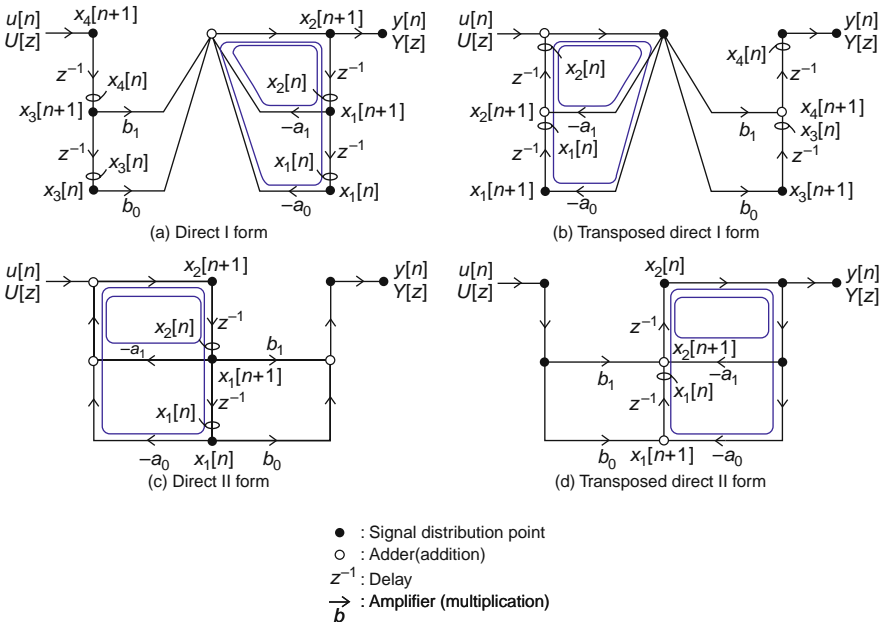 u[n] x4[n+1] x2[n+1] y[n]
U[z] Y[z]
z–1 x4[n] x2[n] z–1
x3[n+1] b1 –a1 x1[n+1]
z–1 x3[n] x1[n] z–1
x3[n] b0 –a0 x1[n]
(a) Direct I form
u[n] x4[n] y[n]
U[z] Y[z]
z–1 x2[n] z–1
x2[n+1] –a1 b1 x4[n+1]
x3[n]
z–1 x1[n] z–1
x1[n+1] –a0 b0 x3[n+1]
(b) Transposed direct I form
u[n] x2[n+1] y[n]
U[z] Y[z]
x2[n] z–1
–a1 b1
x1[n+1]
x1[n] z–1
–a0 x1[n] b0
(c) Direct II form
u[n] x2[n] y[n]
U[z] Y[z]
z–1
x2[n+1]
b1 –a1
z–1 x1[n]
b0 x1[n+1] –a0
(d) Transposed direct II form
: Signal distribution point
: Adder(addition)
z–1 : Delay
b : Amplifier (multiplication)